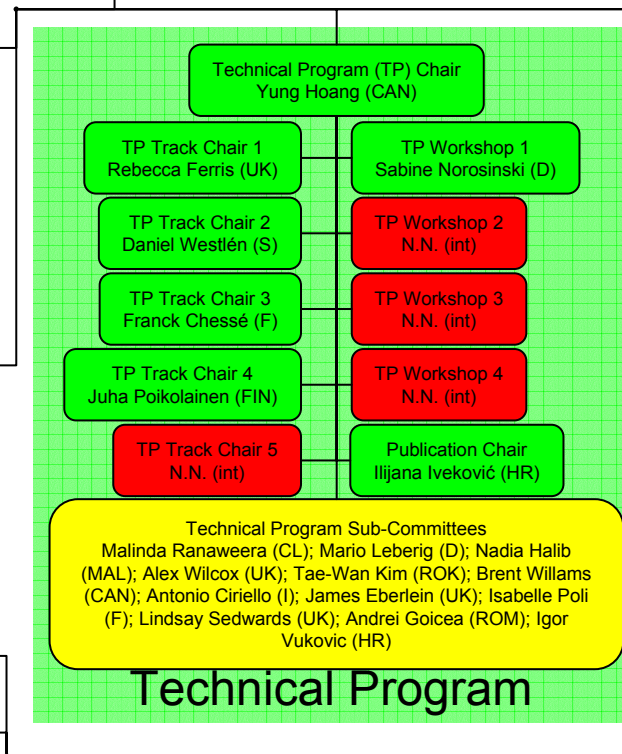 Technical Program (TP) Chair
Yung Hoang (CAN)
TP Track Chair 1
Rebecca Ferris (UK)
TP Workshop 1
Sabine Norosinski (D)
TP Track Chair 2
Daniel Westlén (S)
TP Workshop 2
N.N. (int)
TP Track Chair 3
Franck Chessé (F)
TP Workshop 3
N.N. (int)
TP Track Chair 4
Juha Poikolainen (FIN)
TP Workshop 4
N.N. (int)
TP Track Chair 5
N.N. (int)
Publication Chair
Ilijana Iveković (HR)
Technical Program Sub-Committees
Malinda Ranaweera (CL); Mario Leberig (D); Nadia Halib
(MAL); Alex Wilcox (UK); Tae-Wan Kim (ROK); Brent Willams
(CAN); Antonio Ciriello (I); James Eberlein (UK); Isabelle Poli
(F); Lindsay Sedwards (UK); Andrei Goicea (ROM); Igor
Vukovic (HR)
Technical Program